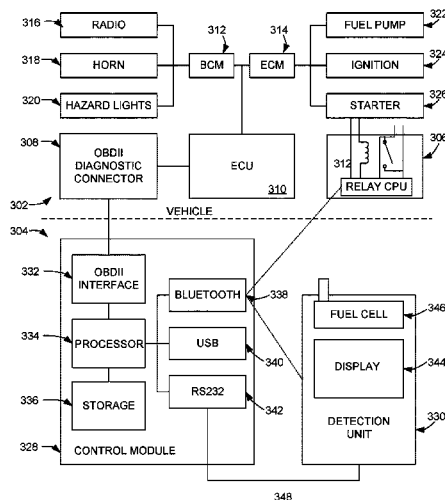 316
RADIO
312
314
FUEL PUMP
322
318
HORN
BCM
ECM
IGNITION
324
320
HAZARD LIGHTS
STARTER
326
308
OBDII
DIAGNOSTIC
CONNECTOR
ECU
310
312
306
RELAY CPU
302
VEHICLE
304
332
OBDII
INTERFACE
BLUETOOTH
338
FUEL CELL
346
334
PROCESSOR
USB
340
DISPLAY
344
336
STORAGE
RS232
342
DETECTION
UNIT
330
328
CONTROL MODULE
348